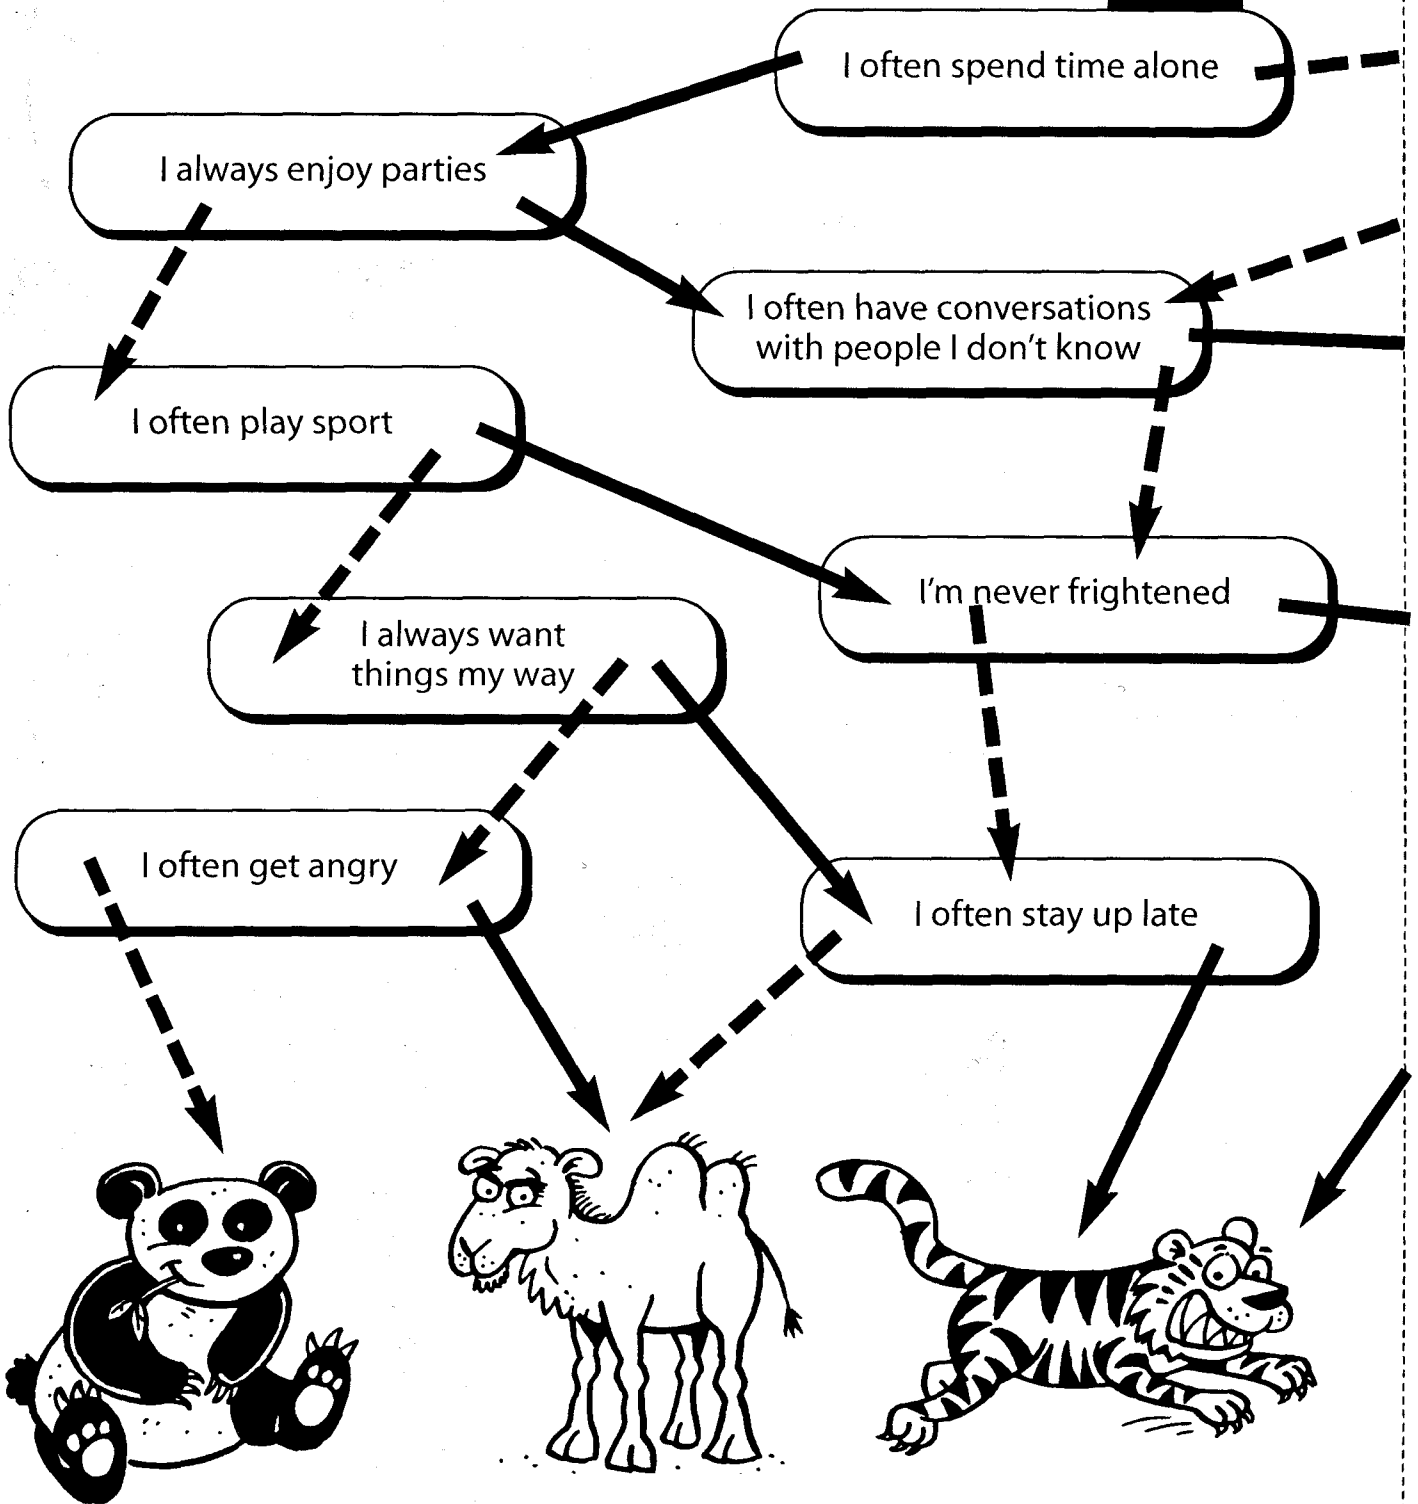 I often spend time alone
I always enjoy parties
I often have conversations
with people I don't know
I often play sport
I'm never frightened
I always want
things my way
I often get angry
I often stay up late